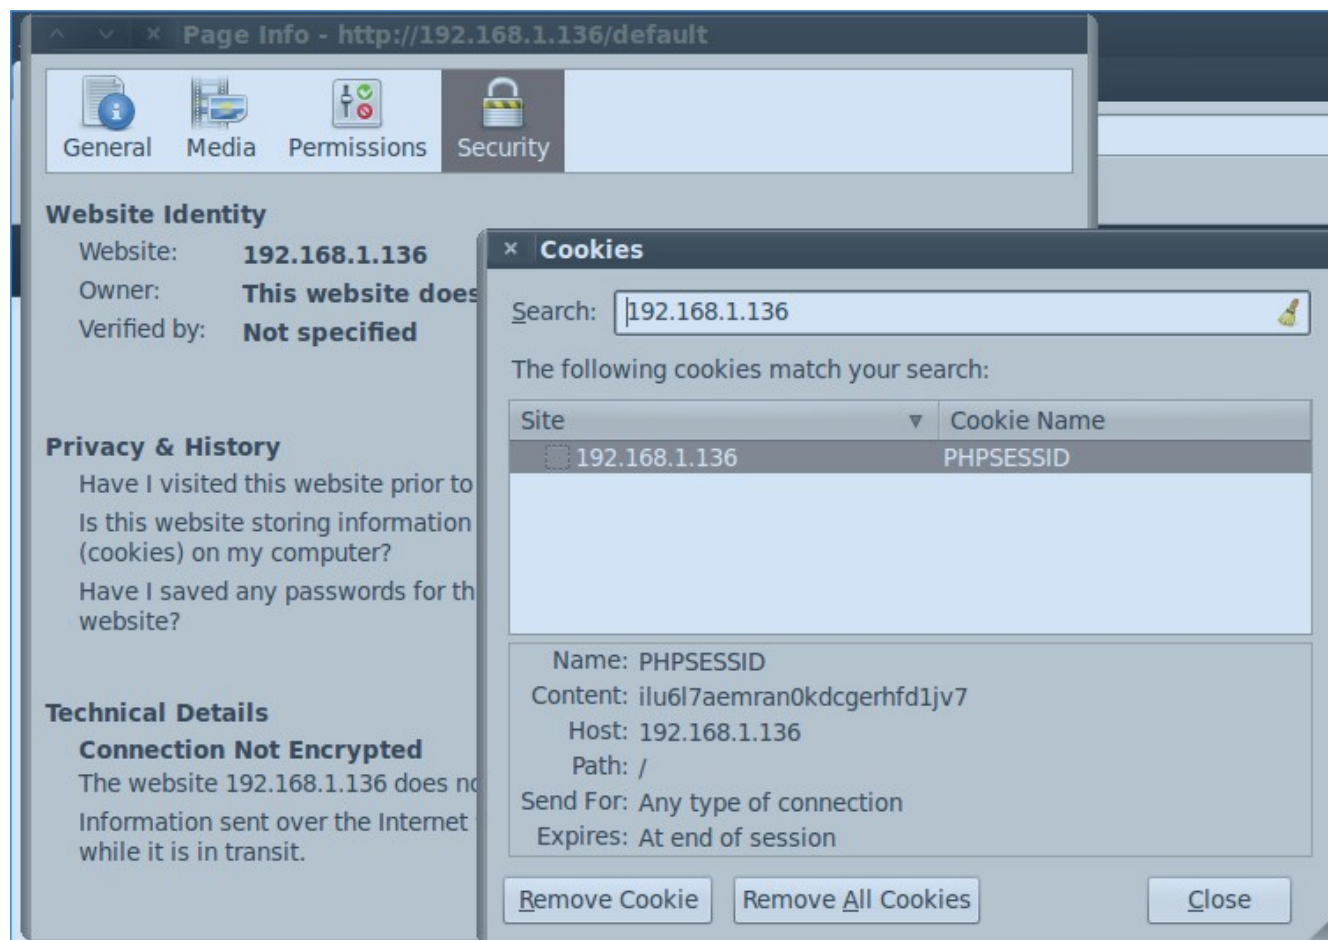 Page Info - http://192.168.1.136/default
General Media Permissions Security
Website Identity
Website: 192.168.1.136
Owner: This website does
Verified by: Not specified
Privacy & History
Have I visited this website prior to
Is this website storing information
(cookies) on my computer?
Have I saved any passwords for th
website?
Technical Details
Connection Not Encrypted
The website 192.168.1.136 does no
Information sent over the Internet
while it is in transit.
Cookies
Search: 192.168.1.136
The following cookies match your search:
Site Cookie Name
192.168.1.136 PHPSESSID
Name: PHPSESSID
Content: ilu6l7aemran0kdcgerhfd1jv7
Host: 192.168.1.136
Path: /
Send For: Any type of connection
Expires: At end of session
Remove Cookie Remove All Cookies Close